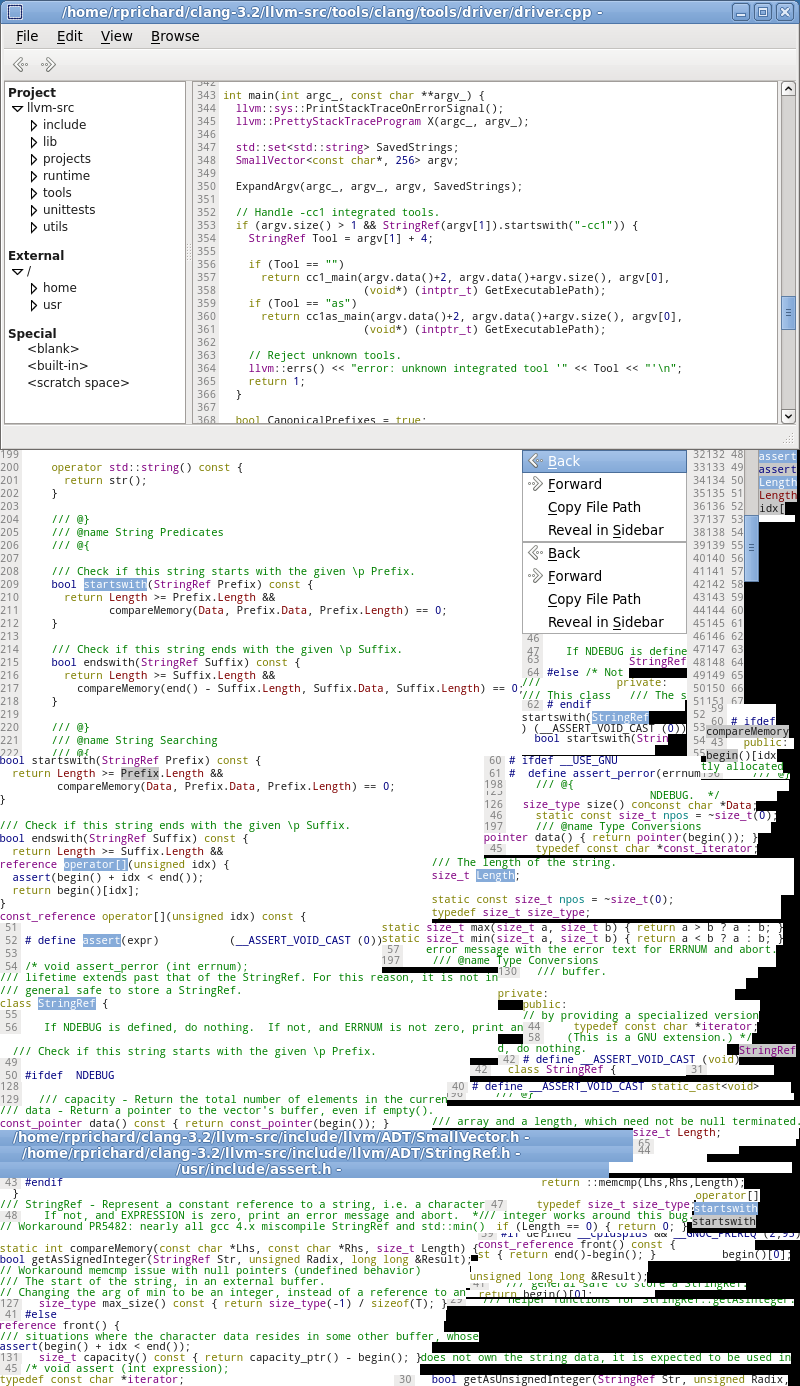 /home/rprichard/clang-3.2/llvm-src/tools/clang/tools/driver/driver.cpp -
File Edit View Browse
Project
llvm-src
include
lib
projects
runtime
tools
unittests
utils
External
/
home
usr
Special
<blank>
<built-in>
<scratch space>
342
343 int main(int argc_, const char **argv_) {
344 llvm::sys::PrintStackTraceOnErrorSignal();
345 llvm::PrettyStackTraceProgram X(argc_, argv_);
346
347 std::set<std::string> SavedStrings;
348 SmallVector<const char*, 256> argv;
349
350 ExpandArgv(argc_, argv_, argv, SavedStrings);
351
352 // Handle -cc1 integrated tools.
353 if (argv.size() > 1 && StringRef(argv[1]).startswith("-cc1")) {
354 StringRef Tool = argv[1] + 4;
355
356 if (Tool == "")
357 return cc1_main(argv.data()+2, argv.data()+argv.size(), argv[0],
358 (void*) (intptr_t) GetExecutablePath);
359 if (Tool == "as")
360 return cc1as_main(argv.data()+2, argv.data()+argv.size(), argv[0],
361 (void*) (intptr_t) GetExecutablePath);
362
363 // Reject unknown tools.
364 llvm::errs() << "error: unknown integrated tool '" << Tool << "'\n";
365 return 1;
366 }
367
368 bool CanonicalPrefixes = true;
199
200 operator std::string() const {
201 return str();
202 }
203
204 /// @}
205 /// @name String Predicates
206 /// @{
207
208 /// Check if this string starts with the given \p Prefix.
209 bool startswith(StringRef Prefix) const {
210 return Length >= Prefix.Length &&
211 compareMemory(Data, Prefix.Data, Prefix.Length) == 0;
212 }
213
214 /// Check if this string ends with the given \p Suffix.
215 bool endswith(StringRef Suffix) const {
216 return Length >= Suffix.Length &&
217 compareMemory(end() - Suffix.Length, Suffix.Data, Suffix.Length) == 0;
218 }
219
220 /// @}
221 /// @name String Searching
222 /// @{
Back
Forward
Copy File Path
Reveal in Sidebar
Back
Forward
Copy File Path
Reveal in Sidebar
assert
assert
Length
Length
idx[
46
47 If NDEBUG is define
63 StringRef
64 #else /* Not
/// private:
/// This class /// The s
62 # endif
startswith(StringRef
) (__ASSERT_VOID_CAST (0))
bool startswith(Strin
59
60 # ifdef
compareMemory
43 public:
begin()[idx
tly allocated
bool startswith(StringRef Prefix) const {
return Length >= Prefix.Length &&
compareMemory(Data, Prefix.Data, Prefix.Length) == 0;
}
60 # ifdef __USE_GNU
61 # define assert_perror(errnum
198 /// @{
NDEBUG. */
126 size_type size() const char *Data;
46 static const size_t npos = ~size_t(0);
197 /// @name Type Conversions
pointer data() { return pointer(begin()); }
45 typedef const char *const_iterator;
/// Check if this string ends with the given \p Suffix.
bool endswith(StringRef Suffix) const {
return Length >= Suffix.Length &&
reference operator[](unsigned idx) {
assert(begin() + idx < end());
return begin()[idx];
}
const_reference operator[](unsigned idx) const {
/// The length of the string.
size_t Length;
static const size_t npos = ~size_t(0);
typedef size_t size_type;
51
52 # define assert(expr) (__ASSERT_VOID_CAST (0))
53
54 /* void assert_perror (int errnum);
static size_t max(size_t a, size_t b) { return a > b ? a : b; }
static size_t min(size_t a, size_t b) { return a < b ? a : b; }
57 error message with the error text for ERRNUM and abort.
197 /// @name Type Conversions
130 /// buffer.
/// lifetime extends past that of the StringRef. For this reason, it is not in
/// general safe to store a StringRef.
class StringRef {
55
56 If NDEBUG is defined, do nothing. If not, and ERRNUM is not zero, print an
private:
public:
// by providing a specialized version
44 typedef const char *iterator;
58 (This is a GNU extension.) */
d, do nothing.
StringRef
42 # define __ASSERT_VOID_CAST (void)
42 class StringRef {
31
/// Check if this string starts with the given \p Prefix.
49
50 #ifdef NDEBUG
128
40 # define __ASSERT_VOID_CAST static_cast<void>
129 /// capacity - Return the total number of elements in the curren
/// data - Return a pointer to the vector's buffer, even if empty().
const_pointer data() const { return const_pointer(begin()); }
/// array and a length, which need not be null terminated.
size_t Length;
65
44
/home/rprichard/clang-3.2/llvm-src/include/llvm/ADT/SmallVector.h -
/home/rprichard/clang-3.2/llvm-src/include/llvm/ADT/StringRef.h -
/usr/include/assert.h -
43 #endif
return ::memcmp(Lhs,Rhs,Length);
}
/// StringRef - Represent a constant reference to a string, i.e. a character
47 typedef size_t size_type;
operator[]
startswith
startswith
48 If not, and EXPRESSION is zero, print an error message and abort. */
/// integer works around this bug.
// Workaround PR5482: nearly all gcc 4.x miscompile StringRef and std::min()
if (Length == 0) { return 0; }
static int compareMemory(const char *Lhs, const char *Rhs, size_t Length) {
const_reference front() const {
bool getAsSignedInteger(StringRef Str, unsigned Radix, long long &Result);
st { return end()-begin(); }
begin()[0];
// Workaround memcmp issue with null pointers (undefined behavior)
/// The start of the string, in an external buffer.
unsigned long long &Result);
// Changing the arg of min to be an integer, instead of a reference to an
return begin()[0];
127 size_type max_size() const { return size_type(-1) / sizeof(T); }
41 #else
reference front() {
/// situations where the character data resides in some other buffer, whose
assert(begin() + idx < end());
131 size_t capacity() const { return capacity_ptr() - begin(); }
does not own the string data, it is expected to be used in
45 /* void assert (int expression);
typedef const char *iterator;
30 bool getAsUnsignedInteger(StringRef Str, unsigned Radix,